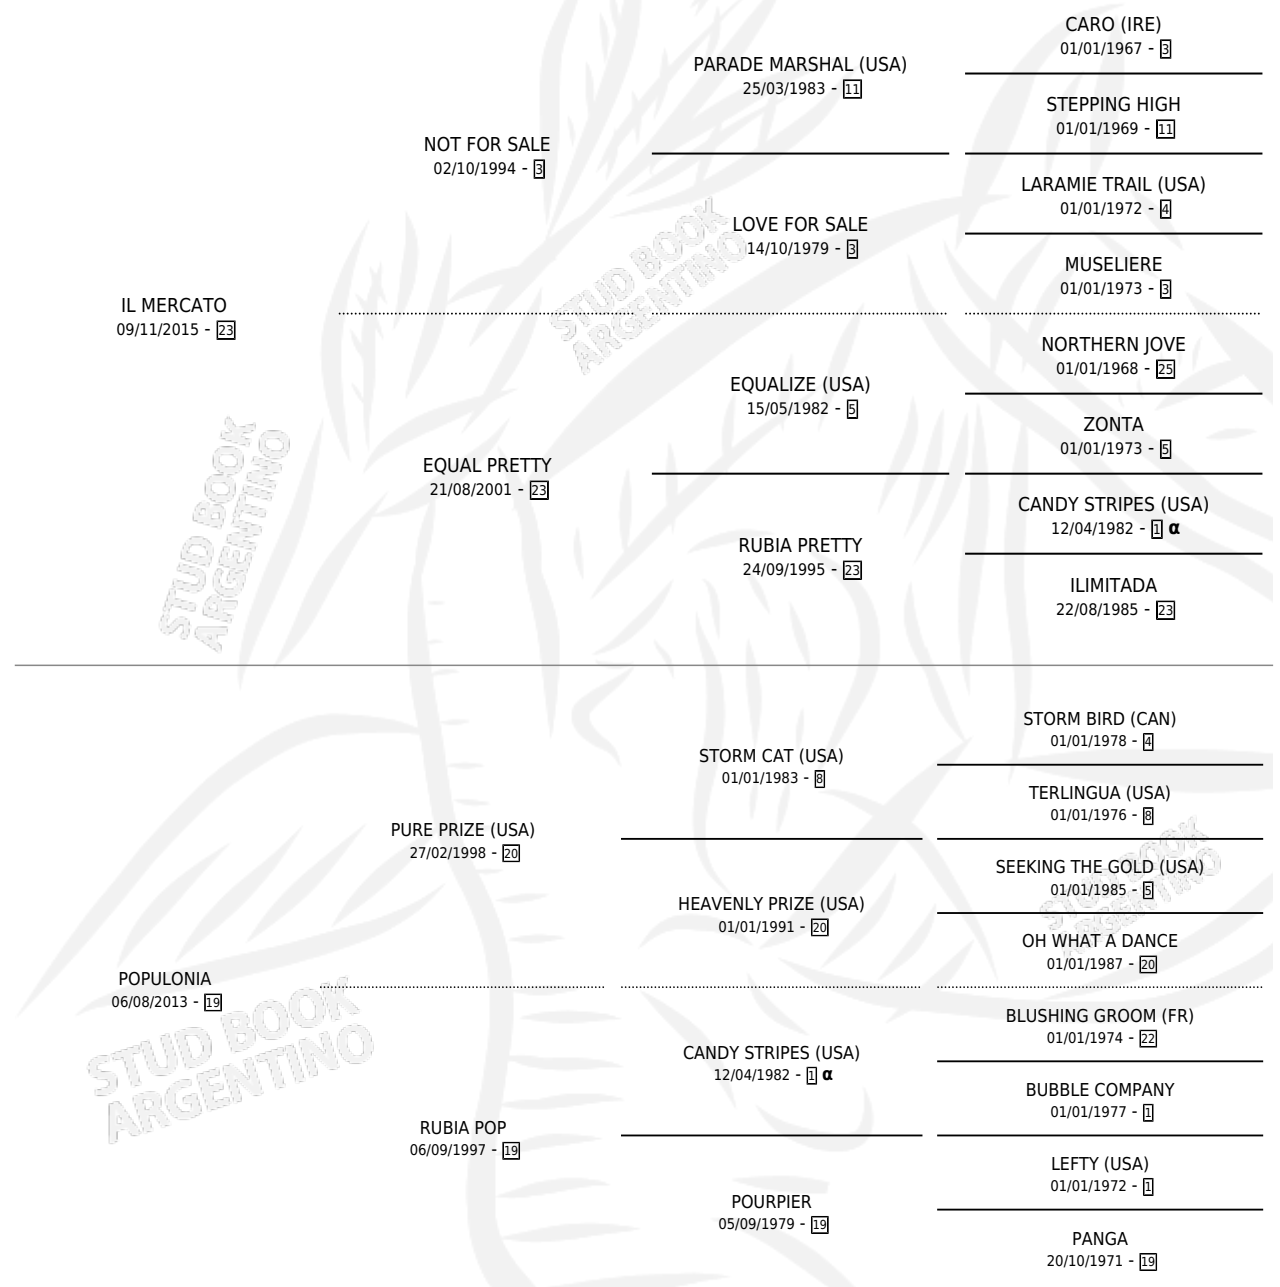 CARO (IRE)
01/01/1967 - 3
PARADE MARSHAL (USA)
25/03/1983 - 11
STEPPING HIGH
01/01/1969 - 11
NOT FOR SALE
02/10/1994 - 3
LARAMIE TRAIL (USA)
01/01/1972 - 4
LOVE FOR SALE
14/10/1979 - 3
MUSELIERE
01/01/1973 - 3
IL MERCATO
09/11/2015 - 23
NORTHERN JOVE
01/01/1968 - 25
EQUALIZE (USA)
15/05/1982 - 5
ZONTA
01/01/1973 - 5
EQUAL PRETTY
21/08/2001 - 23
CANDY STRIPES (USA)
12/04/1982 - 1 α
RUBIA PRETTY
24/09/1995 - 23
ILIMITADA
22/08/1985 - 23
STORM BIRD (CAN)
01/01/1978 - 4
STORM CAT (USA)
01/01/1983 - 8
TERLINGUA (USA)
01/01/1976 - 8
PURE PRIZE (USA)
27/02/1998 - 20
SEEKING THE GOLD (USA)
01/01/1985 - 5
HEAVENLY PRIZE (USA)
01/01/1991 - 20
OH WHAT A DANCE
01/01/1987 - 20
POPULONIA
06/08/2013 - 19
BLUSHING GROOM (FR)
01/01/1974 - 22
CANDY STRIPES (USA)
12/04/1982 - 1 α
BUBBLE COMPANY
01/01/1977 - 1
RUBIA POP
06/09/1997 - 19
LEFTY (USA)
01/01/1972 - 1
POURPIER
05/09/1979 - 19
PANGA
20/10/1971 - 19
STUD BOOK
ARGENTINO
STUD BOOK
ARGENTINO
STUD BOOK
ARGENTINO
STUD BOOK
ARGENTINO